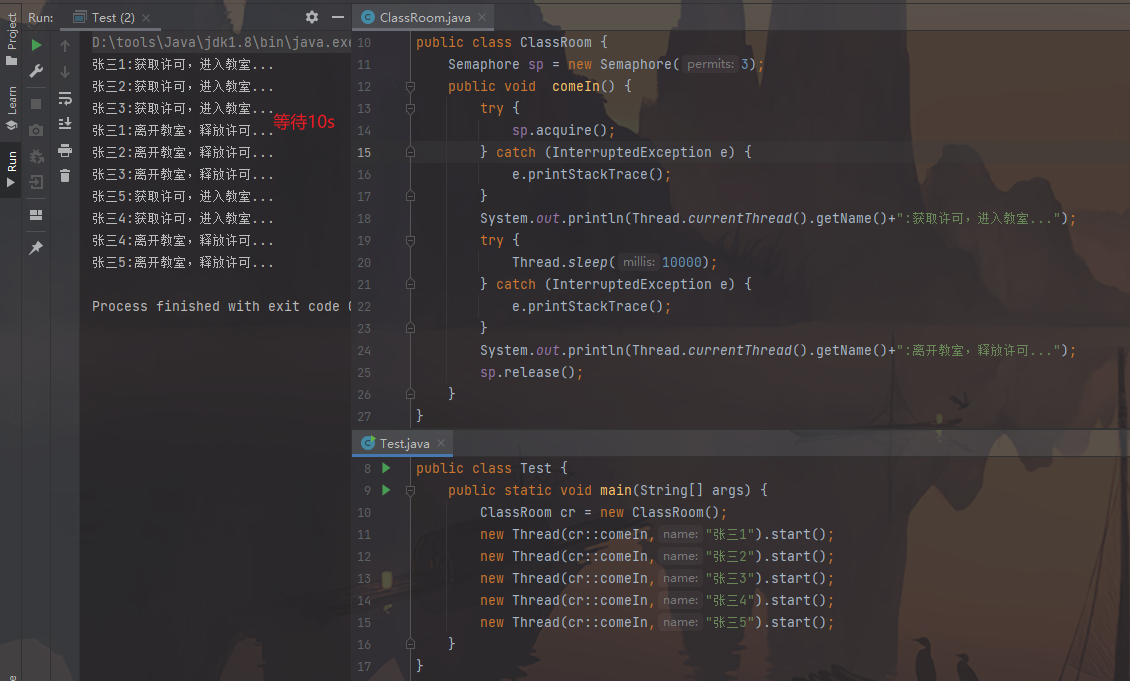 Project
Learn
Run
Run:
Test (2)
D:\tools\Java\jdk1.8\bin\java.exe
张三1:获取许可，进入教室...
张三2:获取许可，进入教室...
张三3:获取许可，进入教室...
等待10s
张三1:离开教室，释放许可...
张三2:离开教室，释放许可...
张三3:离开教室，释放许可...
张三5:获取许可，进入教室...
张三4:获取许可，进入教室...
张三4:离开教室，释放许可...
张三5:离开教室，释放许可...
Process finished with exit code
ClassRoom.java
10 public class ClassRoom {
11 Semaphore sp = new Semaphore( permits: 3);
12 public void  comeIn() {
13 try {
14 sp.acquire();
15 } catch (InterruptedException e) {
16 e.printStackTrace();
17 }
18 System.out.println(Thread.currentThread().getName()+":获取许可，进入教室...");
19 try {
20 Thread.sleep( millis: 10000);
21 } catch (InterruptedException e) {
22 e.printStackTrace();
23 }
24 System.out.println(Thread.currentThread().getName()+":离开教室，释放许可...");
25 sp.release();
26 }
27 }
Test.java
8 public class Test {
9 public static void main(String[] args) {
10 ClassRoom cr = new ClassRoom();
11 new Thread(cr::comeIn, name: "张三1").start();
12 new Thread(cr::comeIn, name: "张三2").start();
13 new Thread(cr::comeIn, name: "张三3").start();
14 new Thread(cr::comeIn, name: "张三4").start();
15 new Thread(cr::comeIn, name: "张三5").start();
16 }
17 }